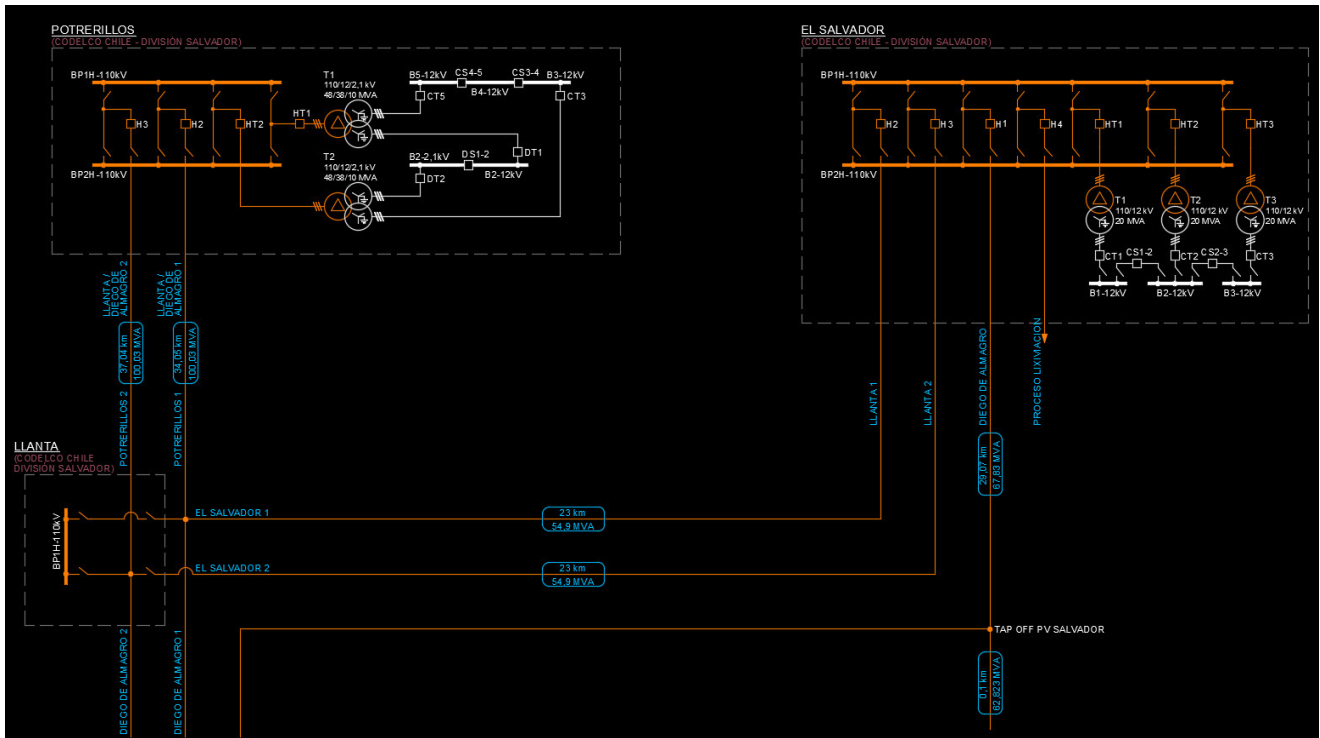 POTRERILLOS
(CODELCO CHILE - DIVISIÓN SALVADOR)
BP1H-110kV
H3
H2
HT2
HT1
BP2H-110kV
T1
110/12/2,1 kV
48/38/10 MVA
T2
110/12/2,1 kV
48/38/10 MVA
B5-12kV
CS4-5
CS3-4
B3-12kV
B4-12kV
CT5
CT3
DT1
B2-2,1kV
DS1-2
B2-12kV
DT2
EL SALVADOR
(CODELCO CHILE - DIVISIÓN SALVADOR)
BP1H-110kV
H2
H3
H1
H4
HT1
HT2
HT3
BP2H-110kV
T1
110/12 kV
20 MVA
T2
110/12 kV
20 MVA
T3
110/12 kV
20 MVA
CT1
CS1-2
CT2
CS2-3
CT3
B1-12kV
B2-12kV
B3-12kV
LLANTA /
DIEGO DE
ALMAGRO 2
LLANTA /
DIEGO DE
ALMAGRO 1
37,04 km
100,03 MVA
34,05 km
100,03 MVA
POTRERILLOS 2
POTRERILLOS 1
LLANTA 1
LLANTA 2
DIEGO DE ALMAGRO
PROCESO LIXIVIACION
29,07 km
67,83 MVA
LLANTA
(CODELCO CHILE
DIVISIÓN SALVADOR)
BP1H-110kV
EL SALVADOR 1
23 km
54,9 MVA
EL SALVADOR 2
23 km
54,9 MVA
DIEGO DE ALMAGRO 2
DIEGO DE ALMAGRO 1
TAP OFF PV SALVADOR
0,1 km
62,823 MVA